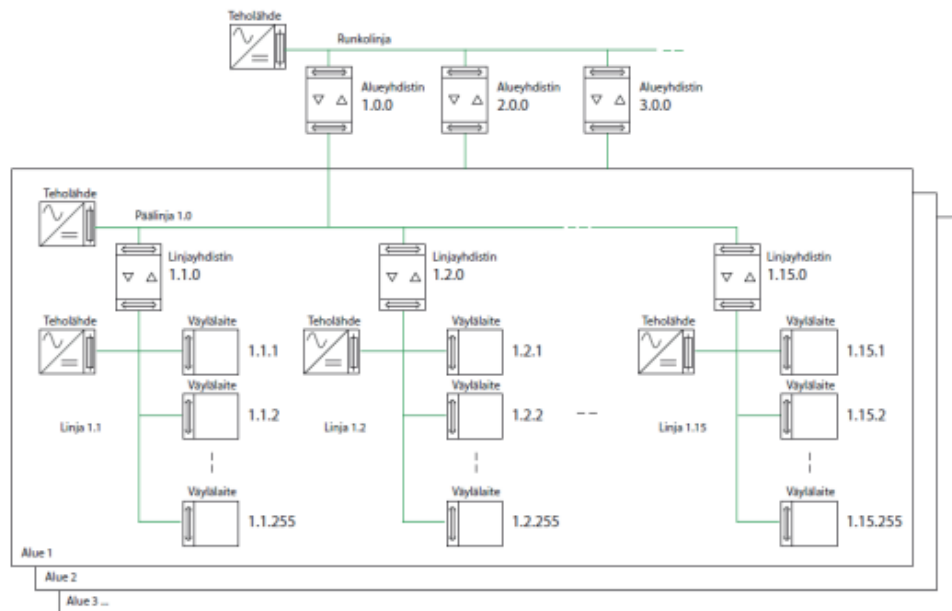 Teholähde
Runkolinja
Alueyhdistin
1.0.0
Alueyhdistin
2.0.0
Alueyhdistin
3.0.0
Teholähde
Päälinja 1.0
Linjayhdistin
1.1.0
Linjayhdistin
1.2.0
Linjayhdistin
1.15.0
Teholähde
Väylälaite
1.1.1
Teholähde
Väylälaite
1.2.1
Teholähde
Väylälaite
1.15.1
Väylälaite
1.1.2
Väylälaite
1.2.2
Väylälaite
1.15.2
Linja 1.1
Linja 1.2
Linja 1.15
Väylälaite
1.1.255
Väylälaite
1.2.255
Väylälaite
1.15.255
Alue 1
Alue 2
Alue 3 ...